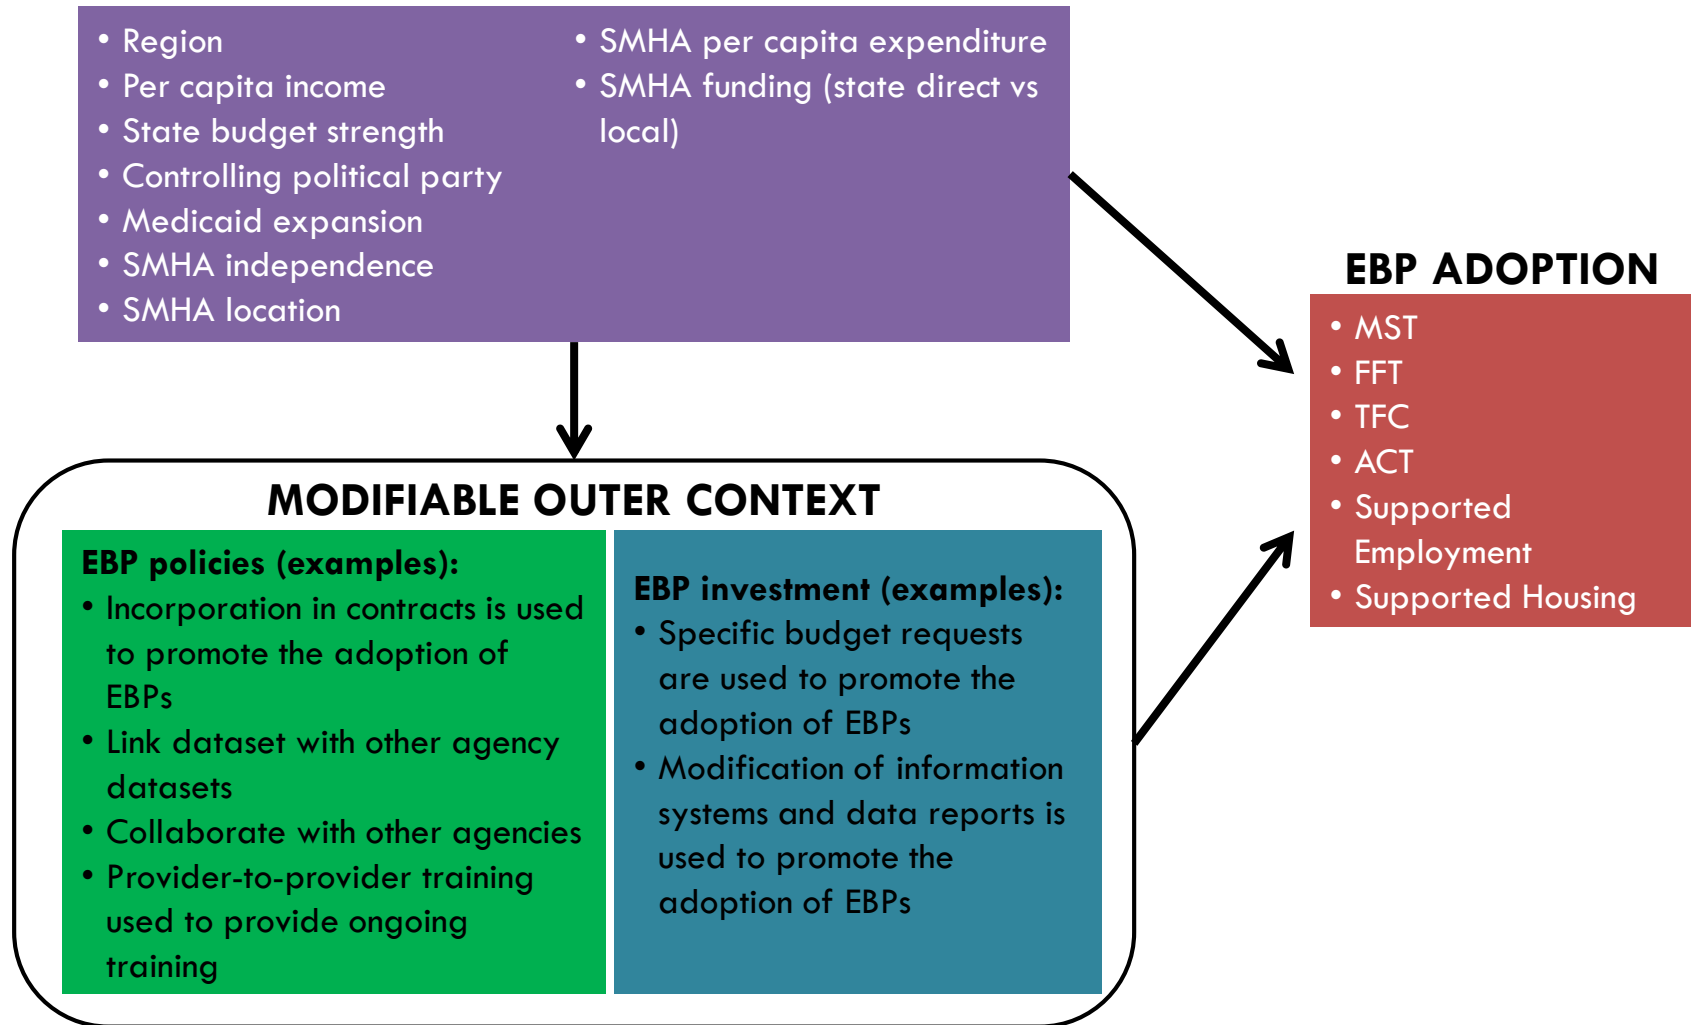 • Region
• Per capita income
• State budget strength
• Controlling political party
• Medicaid expansion
• SMHA independence
• SMHA location
• SMHA per capita expenditure
• SMHA funding (state direct vs
local)
EBP ADOPTION
• MST
• FFT
• TFC
• ACT
• Supported
Employment
• Supported Housing
MODIFIABLE OUTER CONTEXT
EBP policies (examples):
• Incorporation in contracts is used
to promote the adoption of
EBPs
• Link dataset with other agency
datasets
• Collaborate with other agencies
• Provider-to-provider training
used to provide ongoing
training
EBP investment (examples):
• Specific budget requests
are used to promote the
adoption of EBPs
• Modification of information
systems and data reports is
used to promote the
adoption of EBPs